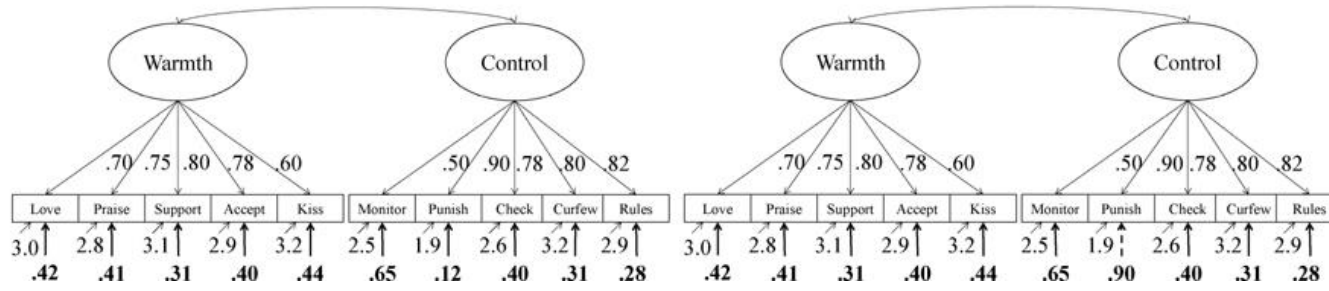 Warmth Control Warmth Control
.70 .75 .80 .78 .60 .50 .90 .78 .80 .82 .70 .75 .80 .78 .60 .50 .90 .78 .80 .82
Love Praise Support Accept Kiss Monitor Punish Check Curfew Rules Love Praise Support Accept Kiss Monitor Punish Check Curfew Rules
3.0 2.8 3.1 2.9 3.2 2.5 1.9 2.6 3.2 2.9 3.0 2.8 3.1 2.9 3.2 2.5 1.9 2.6 3.2 2.9
.42 .41 .31 .40 .44 .65 .12 .40 .31 .28 .42 .41 .31 .40 .44 .65 .90 .40 .31 .28